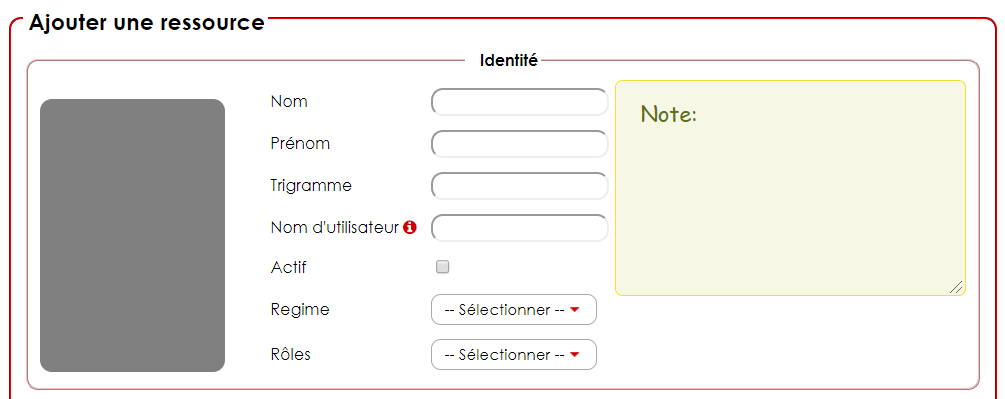 Ajouter une ressource
Identité
Nom
Prénom
Trigramme
Nom d'utilisateur
Actif
Regime
-- Sélectionner --
Rôles
-- Sélectionner --
Note: